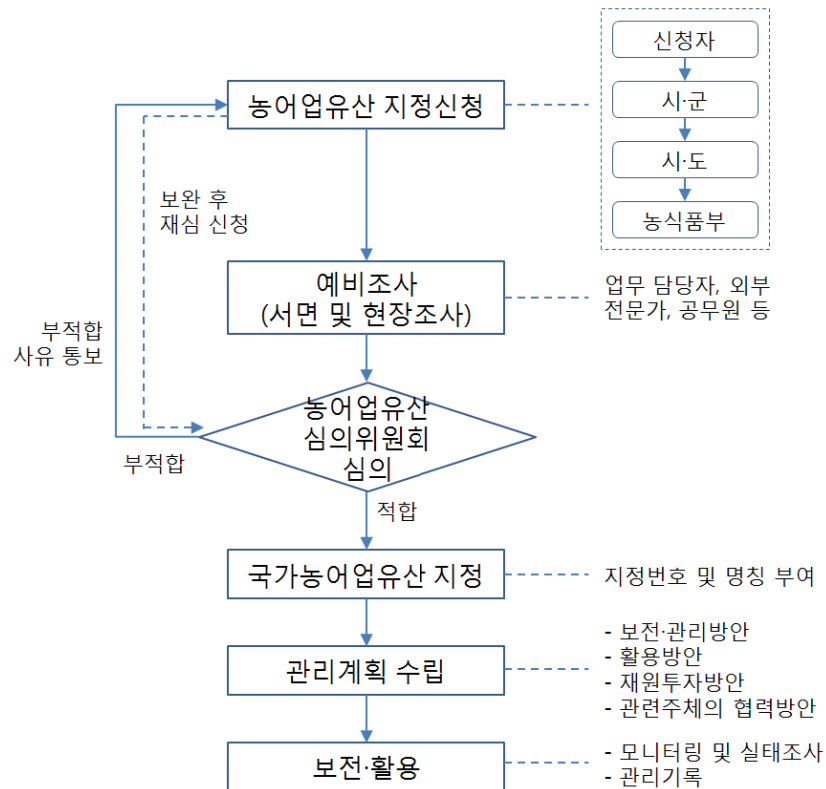 신청자
농어업유산 지정신청
시·군
시·도
농식품부
보완 후
재심 신청
예비조사
(서면 및 현장조사)
업무 담당자, 외부
전문가, 공무원 등
부적합
사유 통보
농어업유산
심의위원회
심의
부적합
적합
국가농어업유산 지정
지정번호 및 명칭 부여
관리계획 수립
- 보전·관리방안
- 활용방안
- 재원투자방안
- 관련주체의 협력방안
보전·활용
- 모니터링 및 실태조사
- 관리기록